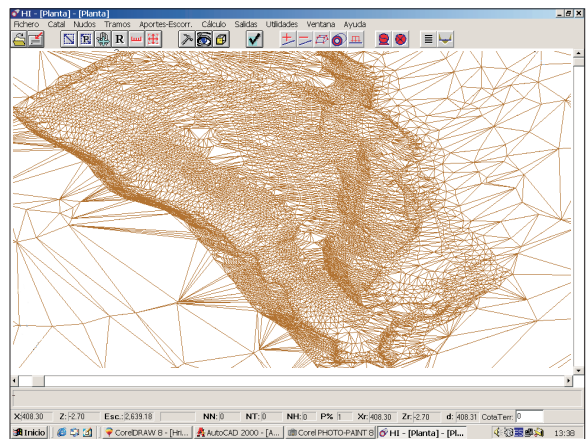 HI - [Planta] - [Planta]
Fichero Catal Nudos Tramos Aportes-Escorr. Cálculo Salidas Utilidades Ventana Ayuda
R
X:408.30 Z:-2.70 Esc.:2,639.18 NN:0 NT:0 NH:0 P% 1 Xr:408.30 Zr:-2.70 d: 408.31 CotaTerr: 0
Inicio CorelDRAW 8 - [Hri... AutoCAD 2000 - [A... Corel PHOTO-PAINT 8 HI - [Planta] - [Pl... 13:38